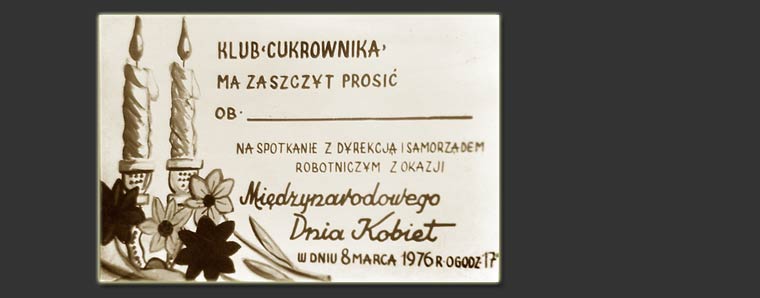 KLUB ‹CUKROWNIKA›
MA ZASZCZYT PROSIĆ
OB.
NA SPOTKANIE Z DYREKCJĄ I SAMORZĄDEM
ROBOTNICZYM Z OKAZJI
Międzynarodowego
Dnia Kobiet
W DNIU 8 MARCA 1976 R. O GODZ. 17